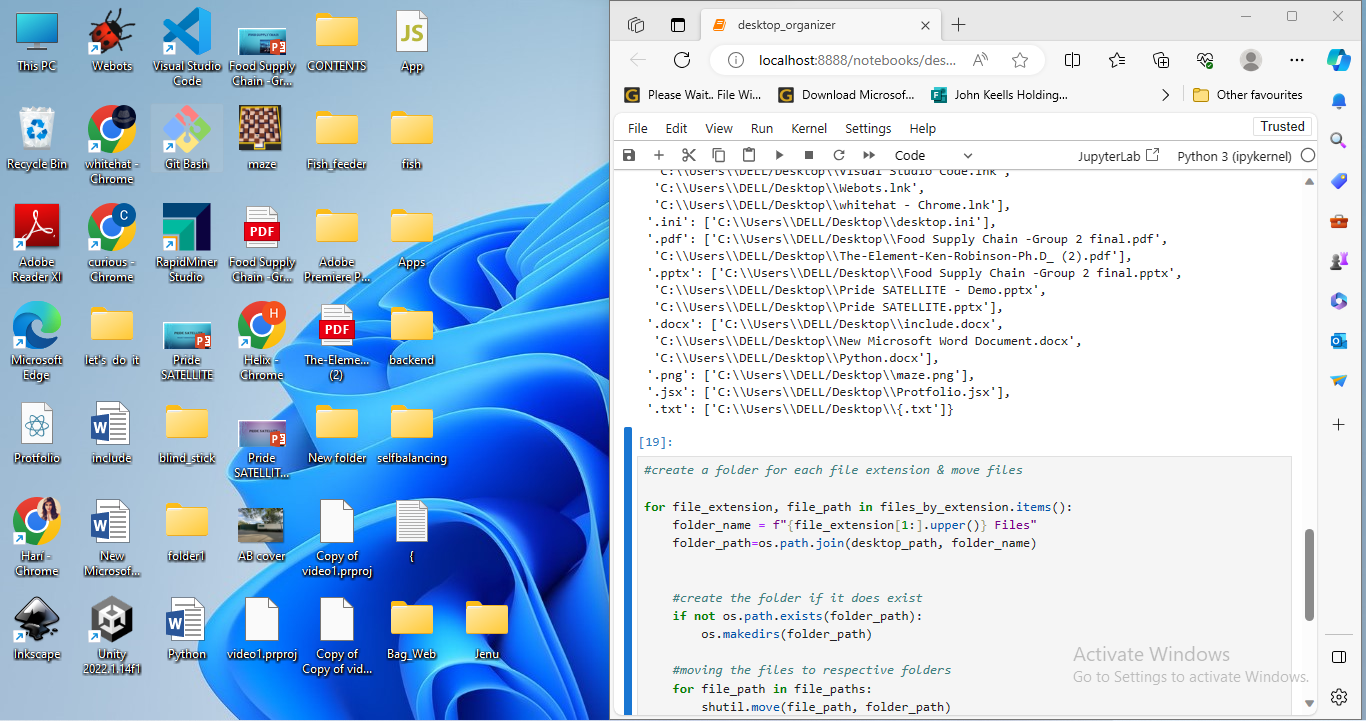 This PC
Webots
Visual Studio
Code
Food Supply
Chain -Gr...
CONTENTS
JS
App
Recycle Bin
whitehat -
Chrome
Git Bash
maze
Fish_feeder
fish
Adobe
Reader XI
C
curious -
Chrome
RapidMiner
Studio
PDF
Food Supply
Chain -Gr...
Adobe
Premiere P...
Apps
Microsoft
Edge
let's do it
Pride
SATELLITE
H
Helix -
Chrome
PDF
The-Eleme...
(2)
backend
Protfolio
include
blind_stick
Pride
SATELLIT...
New folder
selfbalancing
Hari -
Chrome
New
Microsof...
folder1
AB cover
Copy of
video1.prproj
{
Inkscape
Unity
2022.1.14f1
Python
video1.prproj
Copy of
Copy of vid...
Bag_Web
Jenu
desktop_organizer
localhost:8888/notebooks/des...
Please Wait.. File Wi...
Download Microsof...
John Keells Holding...
Other favourites
File Edit View Run Kernel Settings Help
Trusted
Code
JupyterLab
Python 3 (ipykernel)
'C:\\Users\\DELL/Desktop\\Visual Studio Code.lnk',
'C:\\Users\\DELL/Desktop\\Webots.lnk',
'C:\\Users\\DELL/Desktop\\whitehat - Chrome.lnk'],
'.ini': ['C:\\Users\\DELL/Desktop\\desktop.ini'],
'.pdf': ['C:\\Users\\DELL/Desktop\\Food Supply Chain -Group 2 final.pdf',
'C:\\Users\\DELL/Desktop\\The-Element-Ken-Robinson-Ph.D_ (2).pdf'],
'.pptx': ['C:\\Users\\DELL/Desktop\\Food Supply Chain -Group 2 final.pptx',
'C:\\Users\\DELL/Desktop\\Pride SATELLITE - Demo.pptx',
'C:\\Users\\DELL/Desktop\\Pride SATELLITE.pptx'],
'.docx': ['C:\\Users\\DELL/Desktop\\include.docx',
'C:\\Users\\DELL/Desktop\\New Microsoft Word Document.docx',
'C:\\Users\\DELL/Desktop\\Python.docx'],
'.png': ['C:\\Users\\DELL/Desktop\\maze.png'],
'.jsx': ['C:\\Users\\DELL/Desktop\\Protfolio.jsx'],
'.txt': ['C:\\Users\\DELL/Desktop\\{.txt']}
[19]:
#create a folder for each file extension & move files
for file_extension, file_path in files_by_extension.items():
folder_name = f"{file_extension[1:].upper()} Files"
folder_path=os.path.join(desktop_path, folder_name)
#create the folder if it does exist
if not os.path.exists(folder_path):
os.makedirs(folder_path)
#moving the files to respective folders
for file_path in file_paths:
shutil.move(file_path, folder_path)
Activate Windows
Go to Settings to activate Windows.